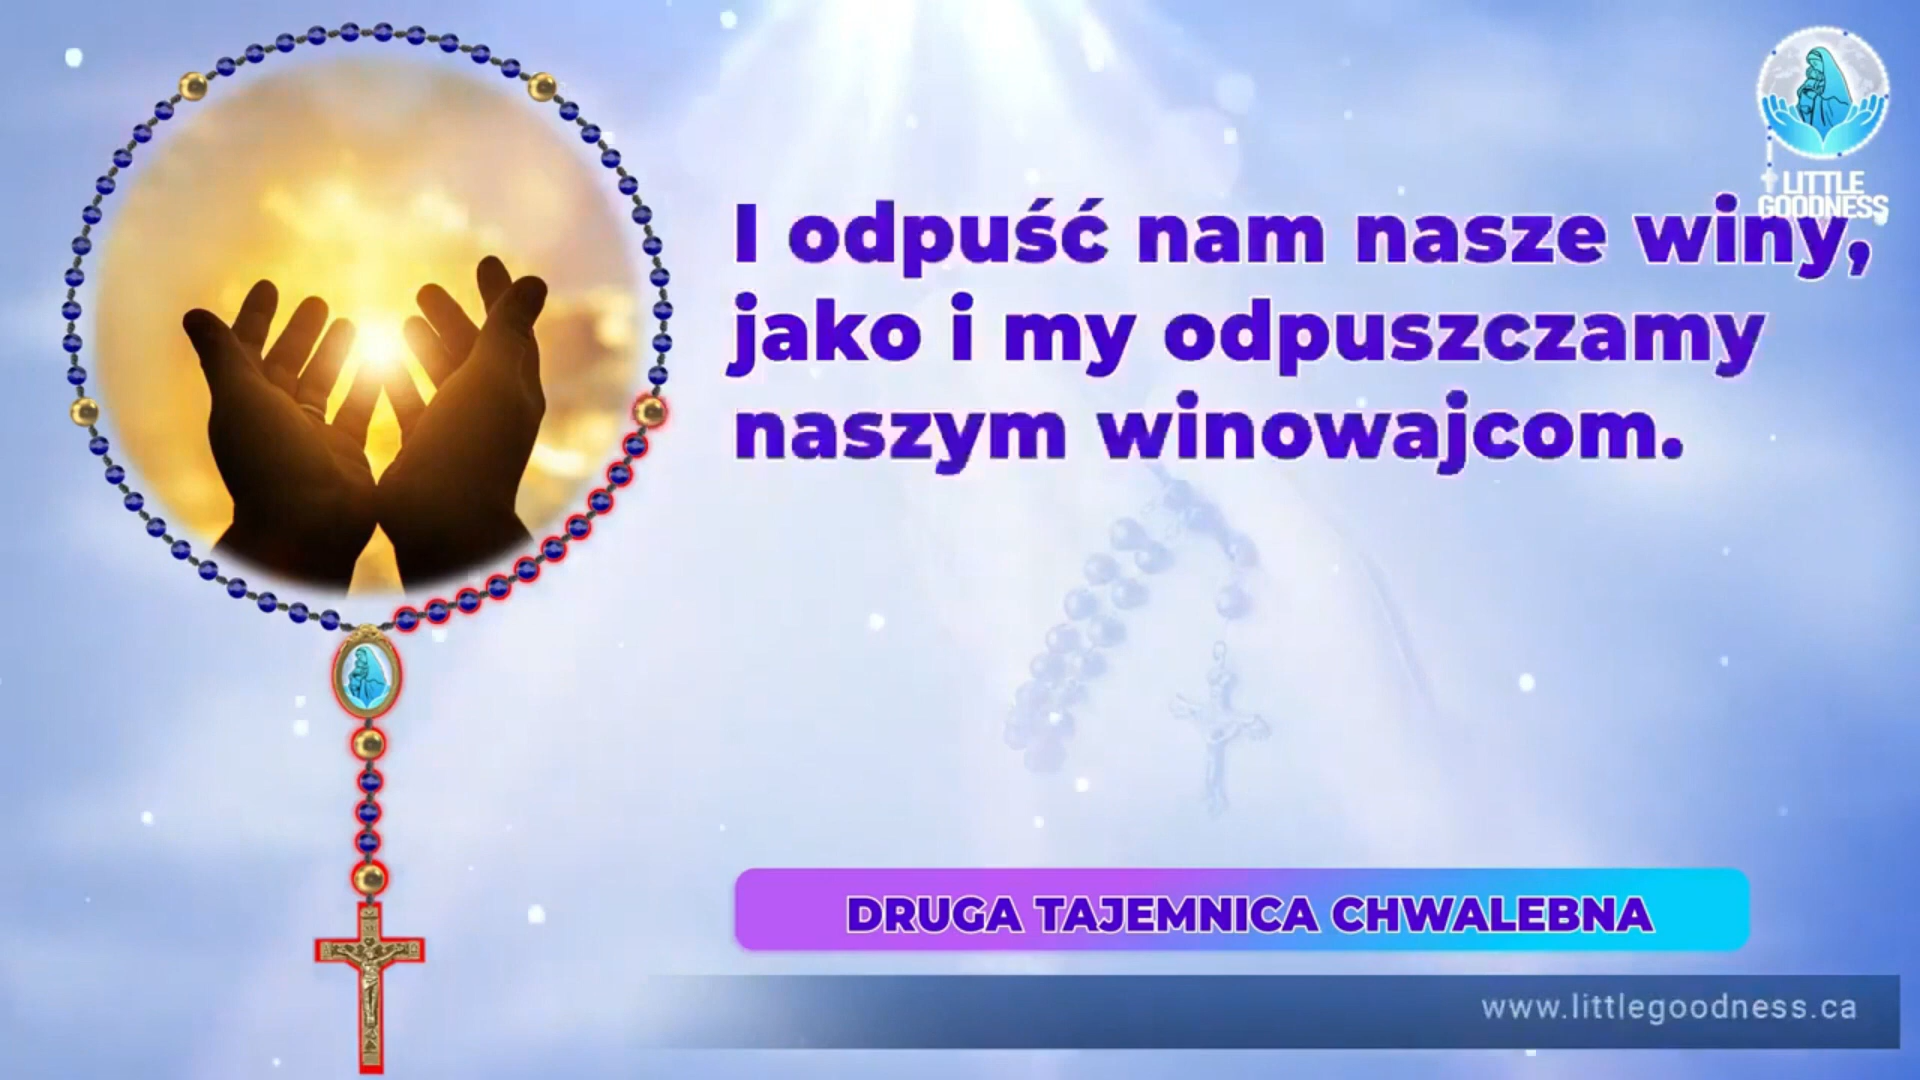 LITTLE
GOODNESS
I odpuść nam nasze winy,
jako i my odpuszczamy
naszym winowajcom.
DRUGA TAJEMNICA CHWALEBNA
www.littlegoodness.ca